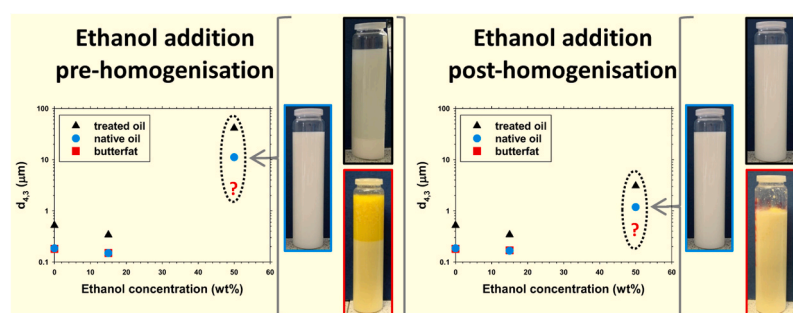 Ethanol addition
pre-homogenisation
100
10
1
0.1
d4,3 (μm)
treated oil
native oil
butterfat
?
0 10 20 30 40 50 60
Ethanol concentration (wt%)
Ethanol addition
post-homogenisation
100
10
1
0.1
d4,3 (μm)
treated oil
native oil
butterfat
?
0 10 20 30 40 50 60
Ethanol concentration (wt%)